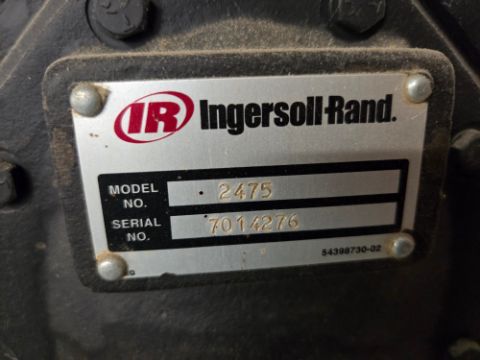 IR Ingersoll-Rand.
MODEL NO. 2475
SERIAL NO. 7014276
54398730-02